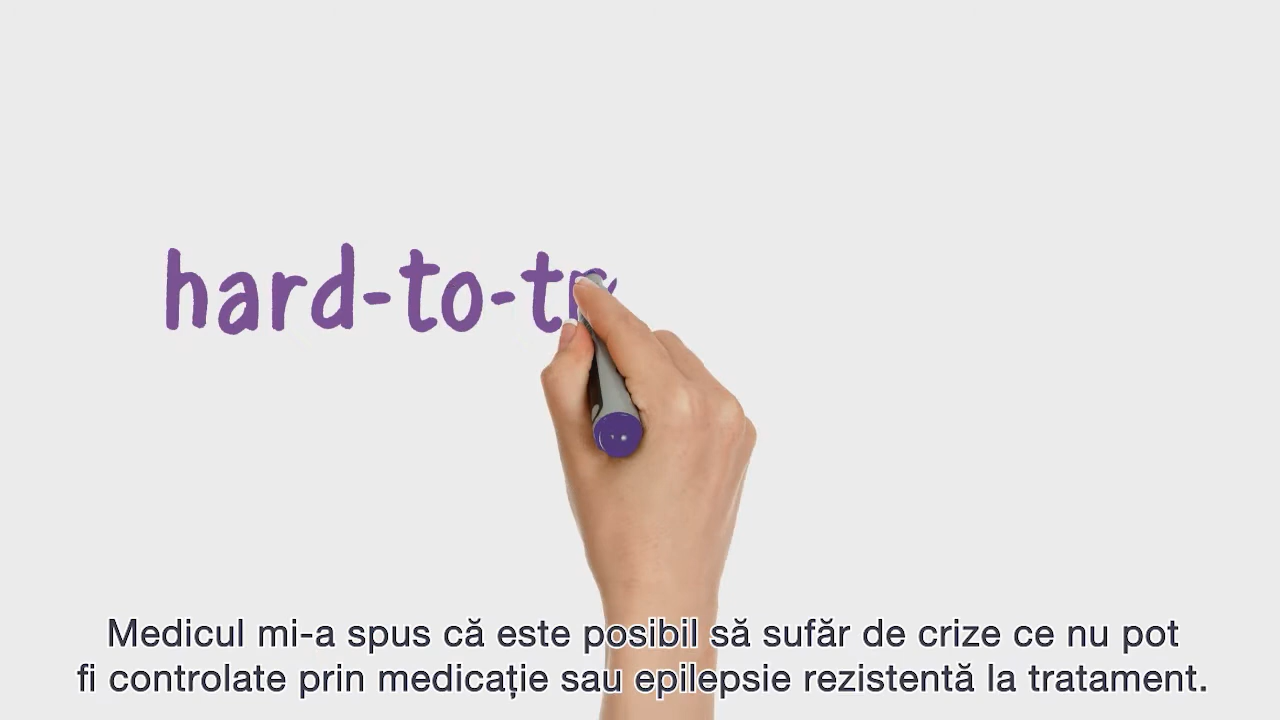 hard-to-tr
Medicul mi-a spus că este posibil să sufăr de crize ce nu pot
fi controlate prin medicație sau epilepsie rezistentă la tratament.